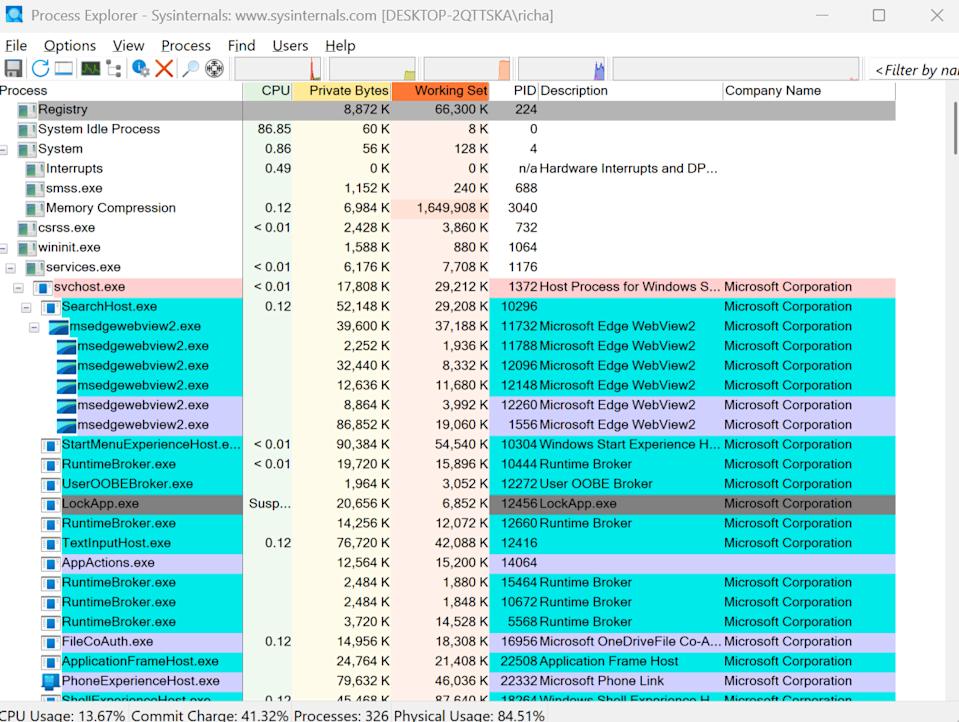 Process Explorer - Sysinternals: www.sysinternals.com [DESKTOP-2QTTSKA\richa]
File Options View Process Find Users Help
<Filter by nar
Process CPU Private Bytes Working Set PID Description Company Name
Registry 8,872 K 66,300 K 224
System Idle Process 86.85 60 K 8 K 0
System 0.86 56 K 128 K 4
Interrupts 0.49 0 K 0 K n/a Hardware Interrupts and DP...
smss.exe 1,152 K 240 K 688
Memory Compression 0.12 6,984 K 1,649,908 K 3040
csrss.exe < 0.01 2,428 K 3,860 K 732
wininit.exe 1,588 K 880 K 1064
services.exe < 0.01 6,176 K 7,708 K 1176
svchost.exe < 0.01 17,808 K 29,212 K 1372 Host Process for Windows S... Microsoft Corporation
SearchHost.exe 0.12 52,148 K 29,208 K 10296 Microsoft Corporation
msedgewebview2.exe 39,600 K 37,188 K 11732 Microsoft Edge WebView2 Microsoft Corporation
msedgewebview2.exe 2,252 K 1,936 K 11788 Microsoft Edge WebView2 Microsoft Corporation
msedgewebview2.exe 32,440 K 8,332 K 12096 Microsoft Edge WebView2 Microsoft Corporation
msedgewebview2.exe 12,636 K 11,680 K 12148 Microsoft Edge WebView2 Microsoft Corporation
msedgewebview2.exe 8,864 K 3,992 K 12260 Microsoft Edge WebView2 Microsoft Corporation
msedgewebview2.exe 86,852 K 19,060 K 1556 Microsoft Edge WebView2 Microsoft Corporation
StartMenuExperienceHost.e... < 0.01 90,384 K 54,540 K 10304 Windows Start Experience H... Microsoft Corporation
RuntimeBroker.exe < 0.01 19,720 K 15,896 K 10444 Runtime Broker Microsoft Corporation
UserOOBEBroker.exe 1,964 K 3,052 K 12272 User OOBE Broker Microsoft Corporation
LockApp.exe Susp... 20,656 K 6,852 K 12456 LockApp.exe Microsoft Corporation
RuntimeBroker.exe 14,256 K 12,072 K 12660 Runtime Broker Microsoft Corporation
TextInputHost.exe 0.12 76,720 K 42,088 K 12416 Microsoft Corporation
AppActions.exe 12,564 K 15,200 K 14064
RuntimeBroker.exe 2,484 K 1,880 K 15464 Runtime Broker Microsoft Corporation
RuntimeBroker.exe 2,484 K 1,848 K 10672 Runtime Broker Microsoft Corporation
RuntimeBroker.exe 3,720 K 14,528 K 5568 Runtime Broker Microsoft Corporation
FileCoAuth.exe 0.12 14,956 K 18,308 K 16956 Microsoft OneDriveFile Co-A... Microsoft Corporation
ApplicationFrameHost.exe 24,764 K 21,408 K 22508 Application Frame Host Microsoft Corporation
PhoneExperienceHost.exe 79,632 K 46,036 K 22332 Microsoft Phone Link Microsoft Corporation
ShellExperienceHost.exe 0.12 45,468 K 87,640 K 18264 Windows Shell Experience H... Microsoft Corporation
CPU Usage: 13.67% Commit Charge: 41.32% Processes: 326 Physical Usage: 84.51%